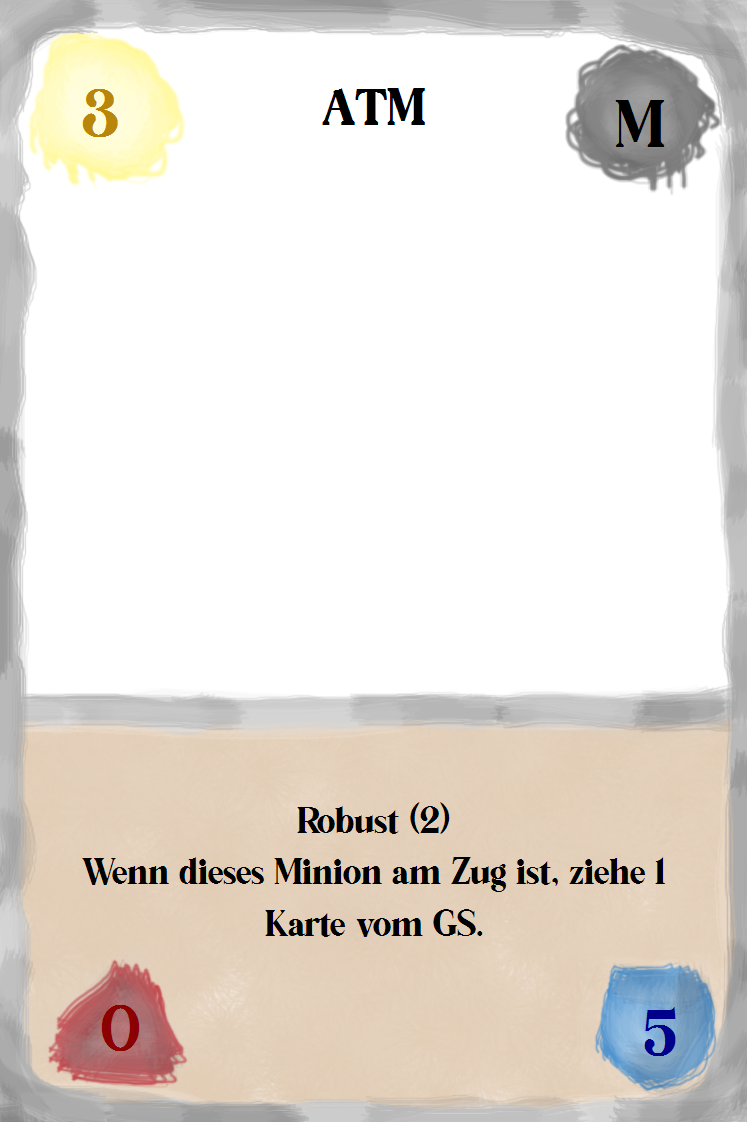 3
ATM
M
Robust (2)
Wenn dieses Minion am Zug ist, ziehe 1
Karte vom GS.
0
5